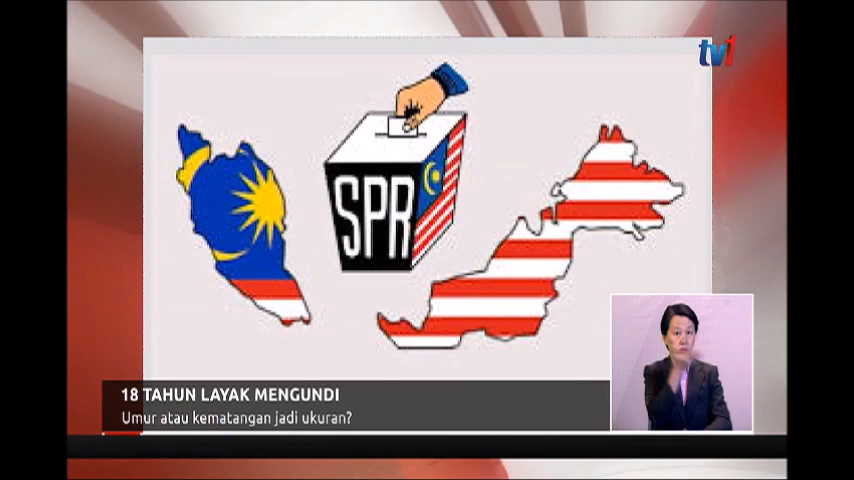 tv1
SPR
18 TAHUN LAYAK MENGUNDI
Umur atau kematangan jadi ukuran?